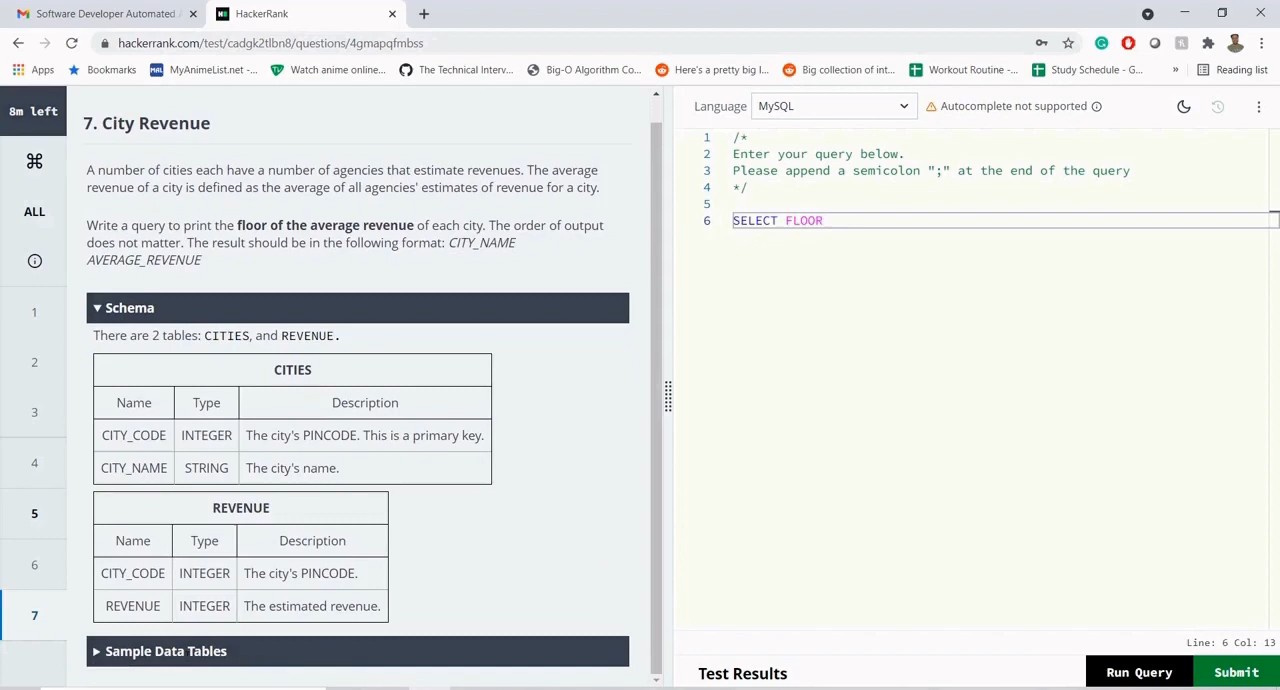 Software Developer Automated
HackerRank
hackerrank.com/test/cadgk2tlbn8/questions/4gmapqfmbss
Apps
Bookmarks
MAL MyAnimeList.net -...
Watch anime online...
The Technical Interv...
Big-O Algorithm Co...
Here's a pretty big l...
Big collection of int...
Workout Routine -...
Study Schedule - G...
»
Reading list
8m left
ALL
1
2
3
4
5
6
7
7. City Revenue
A number of cities each have a number of agencies that estimate revenues. The average
revenue of a city is defined as the average of all agencies' estimates of revenue for a city.
Write a query to print the floor of the average revenue of each city. The order of output
does not matter. The result should be in the following format: CITY_NAME
AVERAGE_REVENUE
Schema
There are 2 tables: CITIES, and REVENUE.
CITIES
Name Type Description
CITY_CODE INTEGER The city's PINCODE. This is a primary key.
CITY_NAME STRING The city's name.
REVENUE
Name Type Description
CITY_CODE INTEGER The city's PINCODE.
REVENUE INTEGER The estimated revenue.
Sample Data Tables
Language MySQL Autocomplete not supported
1 /*
2 Enter your query below.
3 Please append a semicolon ";" at the end of the query
4 */
5
6 SELECT FLOOR
Line: 6 Col: 13
Test Results
Run Query
Submit